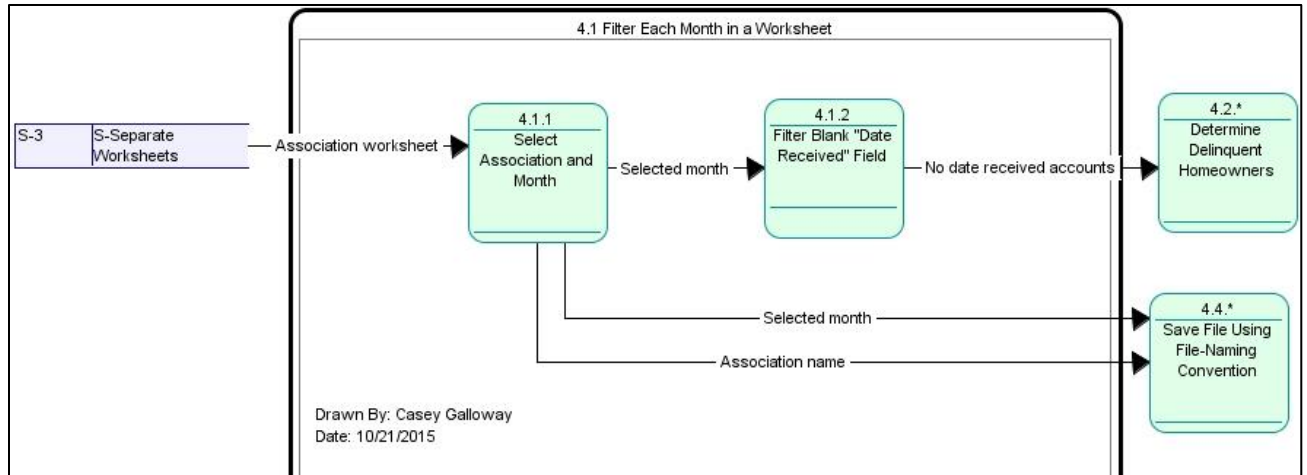 4.1 Filter Each Month in a Worksheet
S-3
S-Separate
Worksheets
Association worksheet
4.1.1
Select
Association and
Month
Selected month
4.1.2
Filter Blank "Date
Received" Field
No date received accounts
4.2.*
Determine
Delinquent
Homeowners
Selected month
Association name
4.4.*
Save File Using
File-Naming
Convention
Drawn By: Casey Galloway
Date: 10/21/2015